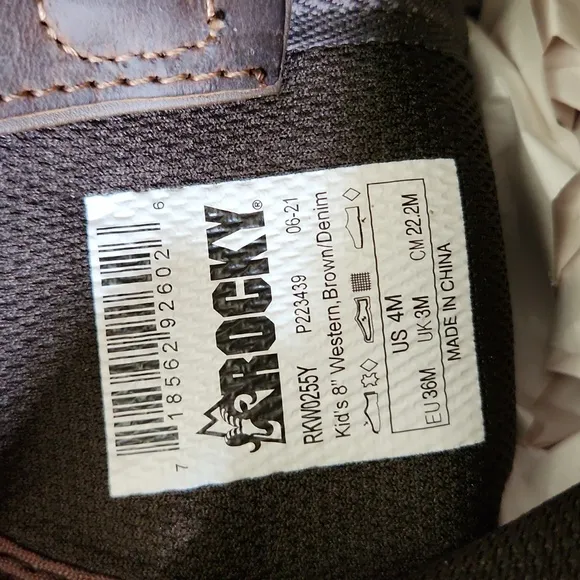 7 18562 92602 6
ROCKY®
RKW0255Y P223439 06-21
Kid's 8" Western,Brown/Denim
US 4M
EU 36M UK 3M CM 22.2M
MADE IN CHINA